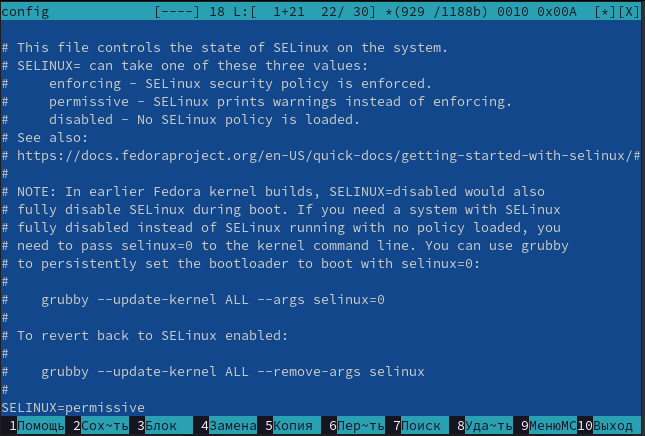 config             [----] 18 L:[  1+21  22/ 30] *(929 /1188b) 0010 0x00A  [*][X]
# This file controls the state of SELinux on the system.
# SELINUX= can take one of these three values:
#     enforcing - SELinux security policy is enforced.
#     permissive - SELinux prints warnings instead of enforcing.
#     disabled - No SELinux policy is loaded.
# See also:
# https://docs.fedoraproject.org/en-US/quick-docs/getting-started-with-selinux/#
#
# NOTE: In earlier Fedora kernel builds, SELINUX=disabled would also
# fully disable SELinux during boot. If you need a system with SELinux
# fully disabled instead of SELinux running with no policy loaded, you
# need to pass selinux=0 to the kernel command line. You can use grubby
# to persistently set the bootloader to boot with selinux=0:
#
#    grubby --update-kernel ALL --args selinux=0
#
# To revert back to SELinux enabled:
#
#    grubby --update-kernel ALL --remove-args selinux
#
SELINUX=permissive
1Помощь 2Сох~ть 3Блок 4Замена 5Копия 6Пер~ть 7Поиск 8Уда~ть 9МенюMC 10Выход